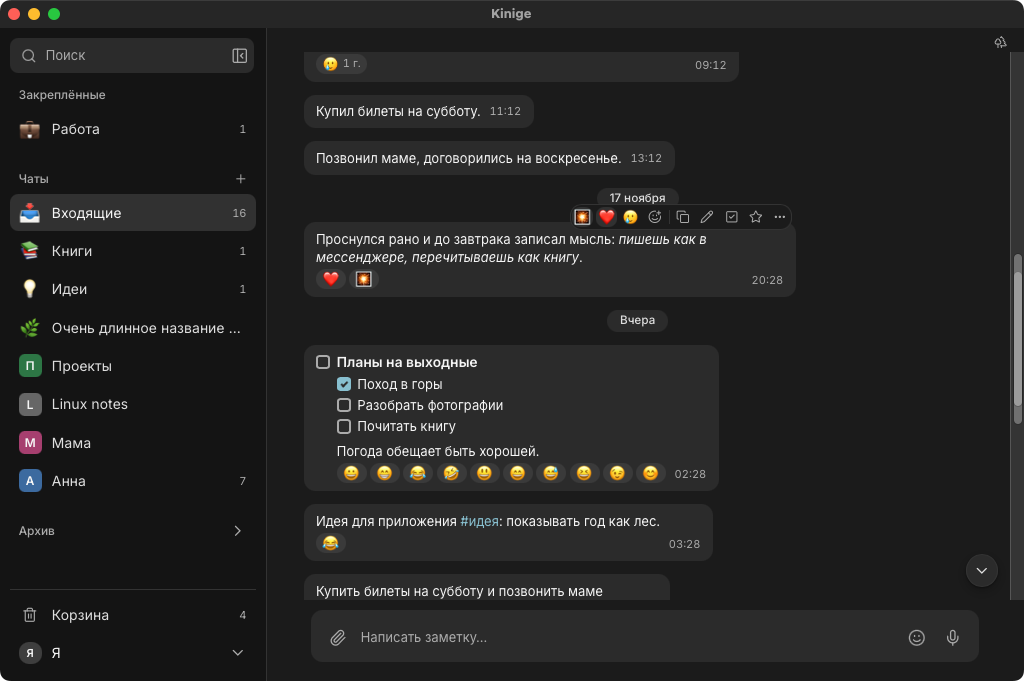 Kinige
Поиск
Закреплённые
Работа 1
Чаты
Входящие 16
Книги 1
Идеи 1
Очень длинное название ...
П Проекты
L Linux notes
М Мама
А Анна 7
Архив
Корзина 4
Я Я
1 г. 09:12
Купил билеты на субботу. 11:12
Позвонил маме, договорились на воскресенье. 13:12
17 ноября
Проснулся рано и до завтрака записал мысль: пишешь как в
мессенджере, перечитываешь как книгу.
20:28
Вчера
Планы на выходные
Поход в горы
Разобрать фотографии
Почитать книгу
Погода обещает быть хорошей.
02:28
Идея для приложения #идея: показывать год как лес.
03:28
Купить билеты на субботу и позвонить маме
Написать заметку...